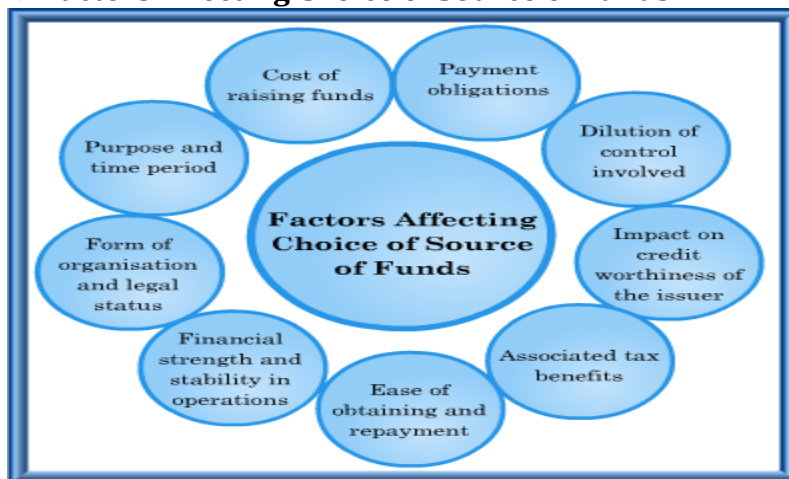 Factors Affecting Choice of Source of Funds
Cost of
raising funds
Payment
obligations
Dilution of
control
involved
Impact on
credit
worthiness of
the issuer
Associated tax
benefits
Ease of
obtaining and
repayment
Financial
strength and
stability in
operations
Form of
organisation
and legal
status
Purpose and
time period
Factors Affecting
Choice of Source
of Funds